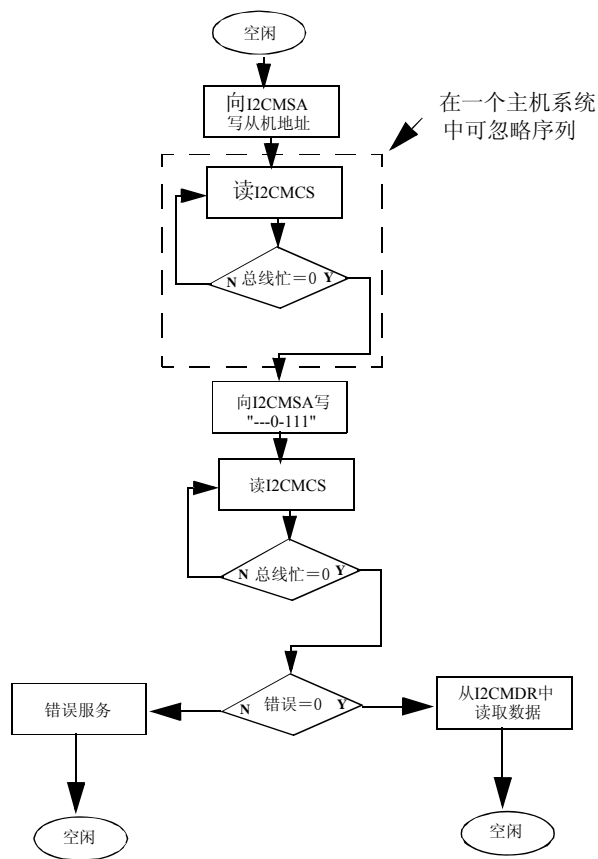 空闲
向I2CMSA
写从机地址
在一个主机系统
中可忽略序列
读I2CMCS
N 总线忙=0 Y
向I2CMSA写
"---0-111"
读I2CMCS
N 总线忙=0 Y
错误服务
N 错误=0 Y
从I2CMDR中
读取数据
空闲
空闲